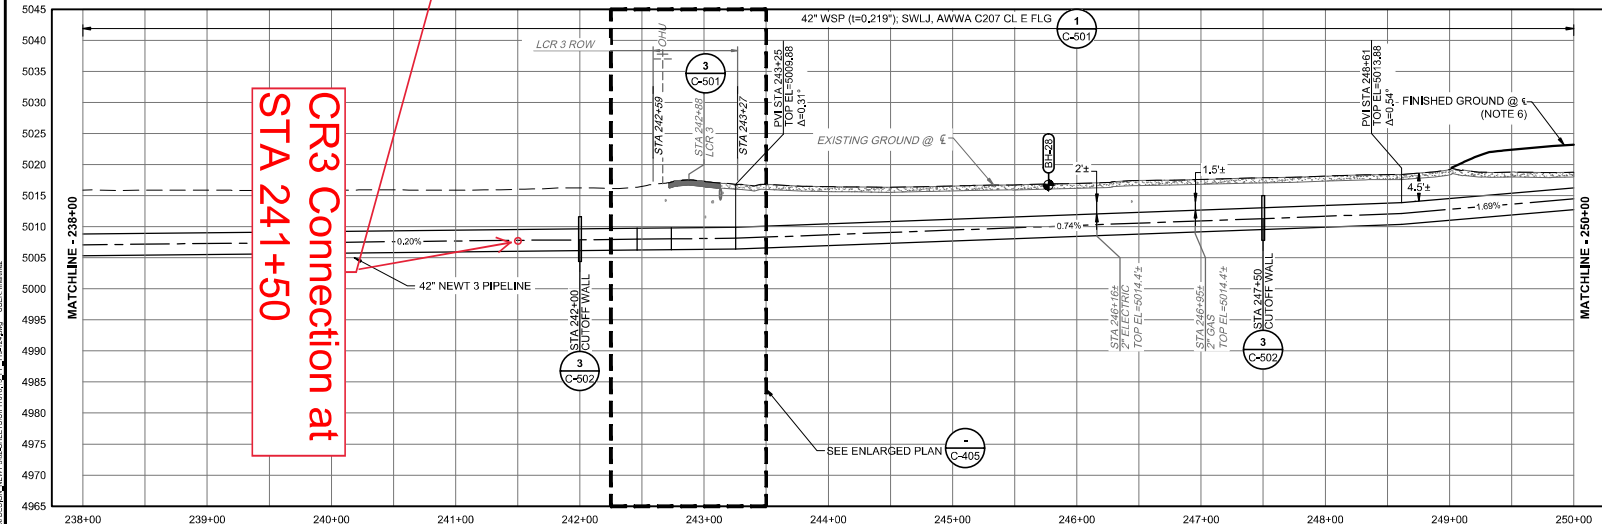 5045
5040
5035
5030
5025
5020
5015
5010
5005
5000
4995
4990
4985
4980
4975
4970
4965
42" WSP (t=0.219"); SWLJ, AWWA C207 CL E FLG
1
C-501
LCR 3 ROW
OHU
3
C-501
STA 242+59
STA 242+88
LCR 3
STA 243+27
PVI STA 243+25
TOP EL=5009.88
Δ=0.31°
EXISTING GROUND @ ℄
BH-28
2'±
1.5'±
PVI STA 248+61
TOP EL=5013.88
Δ=0.54°
FINISHED GROUND @ ℄
(NOTE 6)
4.5'±
MATCHLINE - 238+00
CR3 Connection at
STA 241+50
0.20%
0.74%
1.69%
42" NEWT 3 PIPELINE
STA 242+00
CUTOFF WALL
3
C-502
STA 246+16±
2" ELECTRIC
TOP EL=5014.4'±
STA 246+95±
2" GAS
TOP EL=5014.4'±
STA 247+50
CUTOFF WALL
3
C-502
SEE ENLARGED PLAN
-
C-405
MATCHLINE - 250+00
238+00
239+00
240+00
241+00
242+00
243+00
244+00
245+00
246+00
247+00
248+00
249+00
250+00